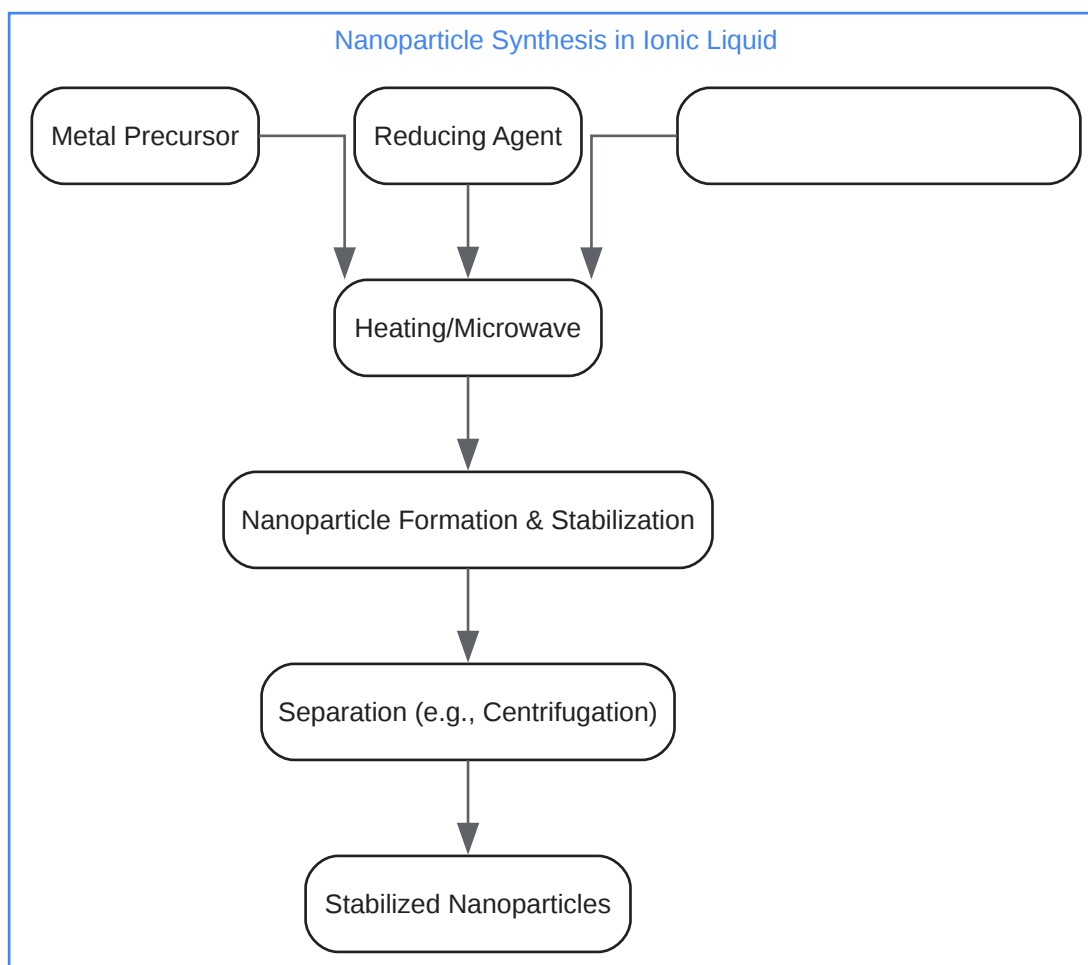 Nanoparticle Synthesis in Ionic Liquid
Metal Precursor
Reducing Agent
Heating/Microwave
Nanoparticle Formation & Stabilization
Separation (e.g., Centrifugation)
Stabilized Nanoparticles